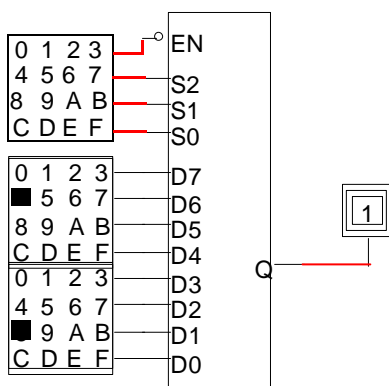 0 1 2 3
4 5 6 7
8 9 A B
C D E F
0 1 2 3
5 6 7
8 9 A B
C D E F
0 1 2 3
4 5 6 7
9 A B
C D E F
EN
S2
S1
S0
D7
D6
D5
D4
D3
D2
D1
D0
Q
1